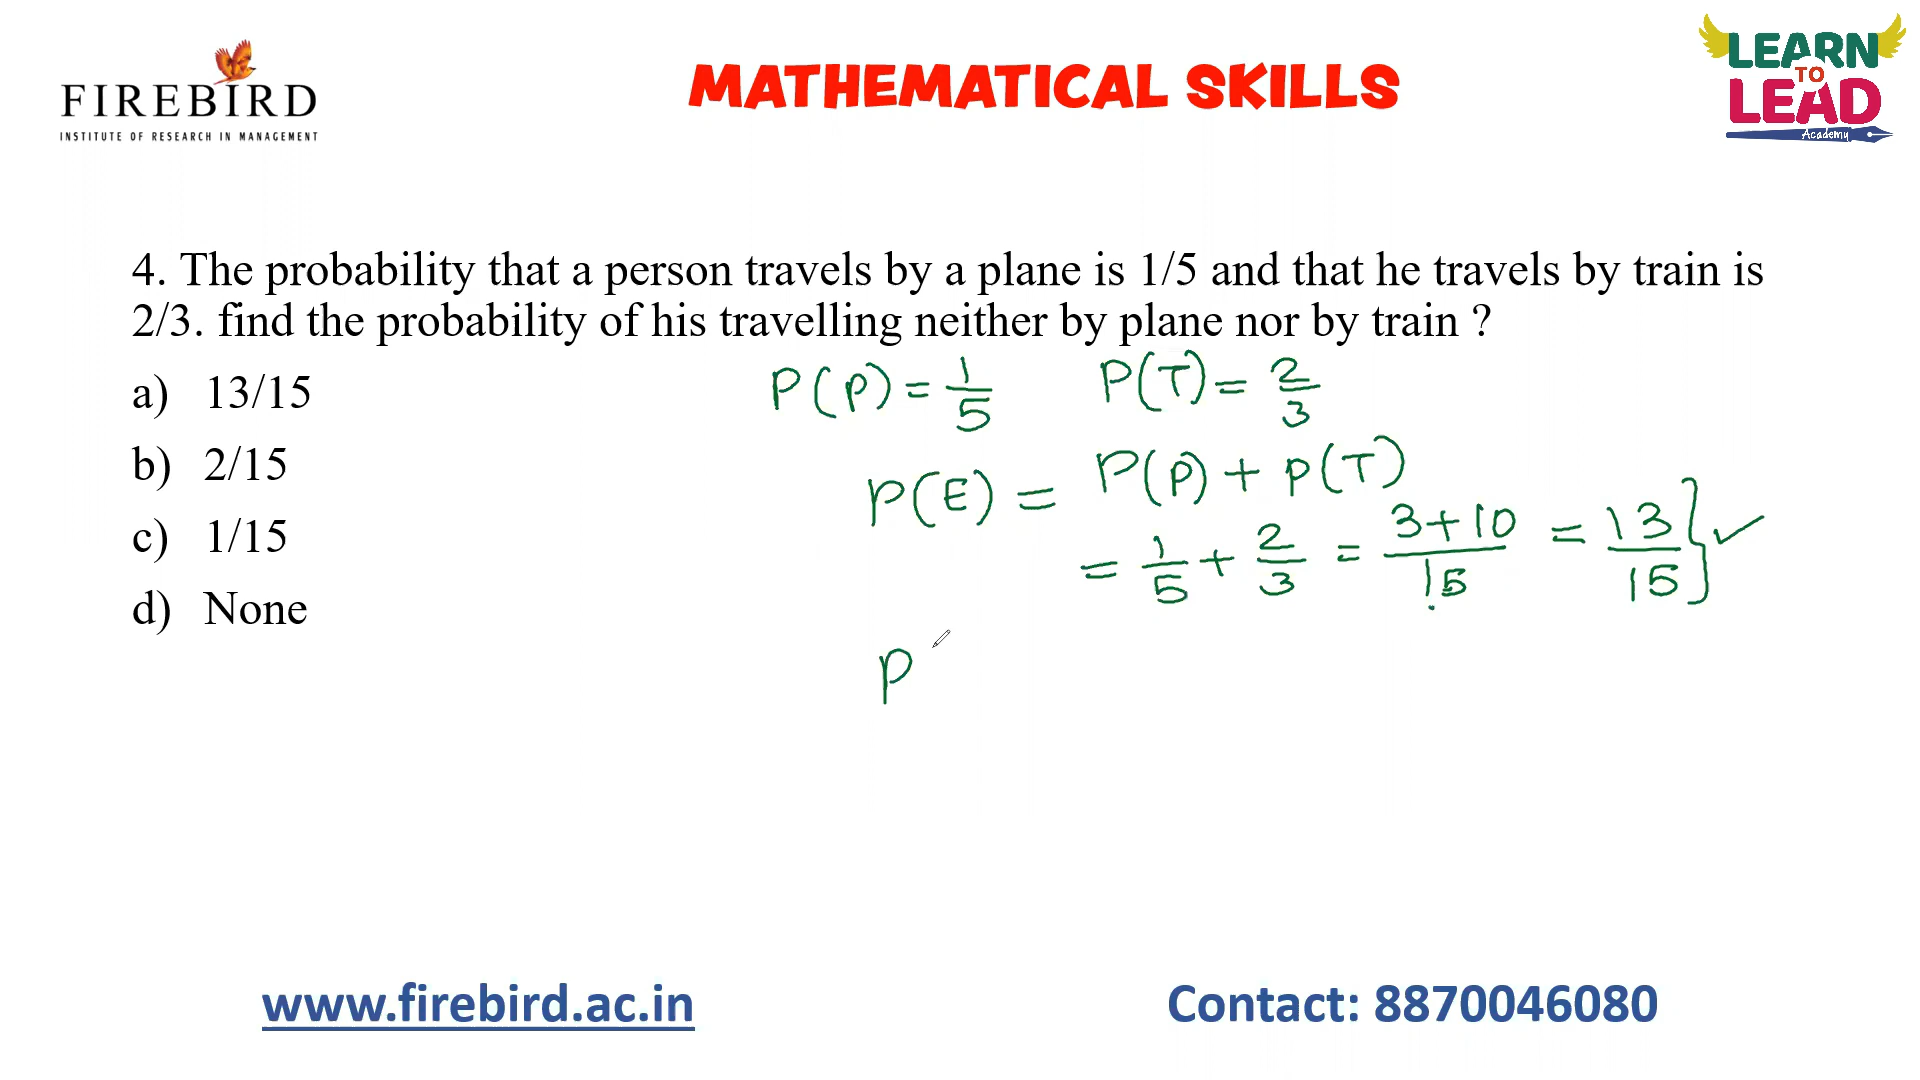 FIREBIRD
INSTITUTE OF RESEARCH IN MANAGEMENT
MATHEMATICAL SKILLS
LEARN
TO
LEAD
Academy
4. The probability that a person travels by a plane is 1/5 and that he travels by train is
2/3. find the probability of his travelling neither by plane nor by train ?
a) 13/15
b) 2/15
c) 1/15
d) None
P(P) = 1/5 P(T) = 2/3
P(E) = P(P) + P(T)
= 1/5 + 2/3 = 3+10/15 = 13/15 } ✓
P
www.firebird.ac.in
Contact: 8870046080